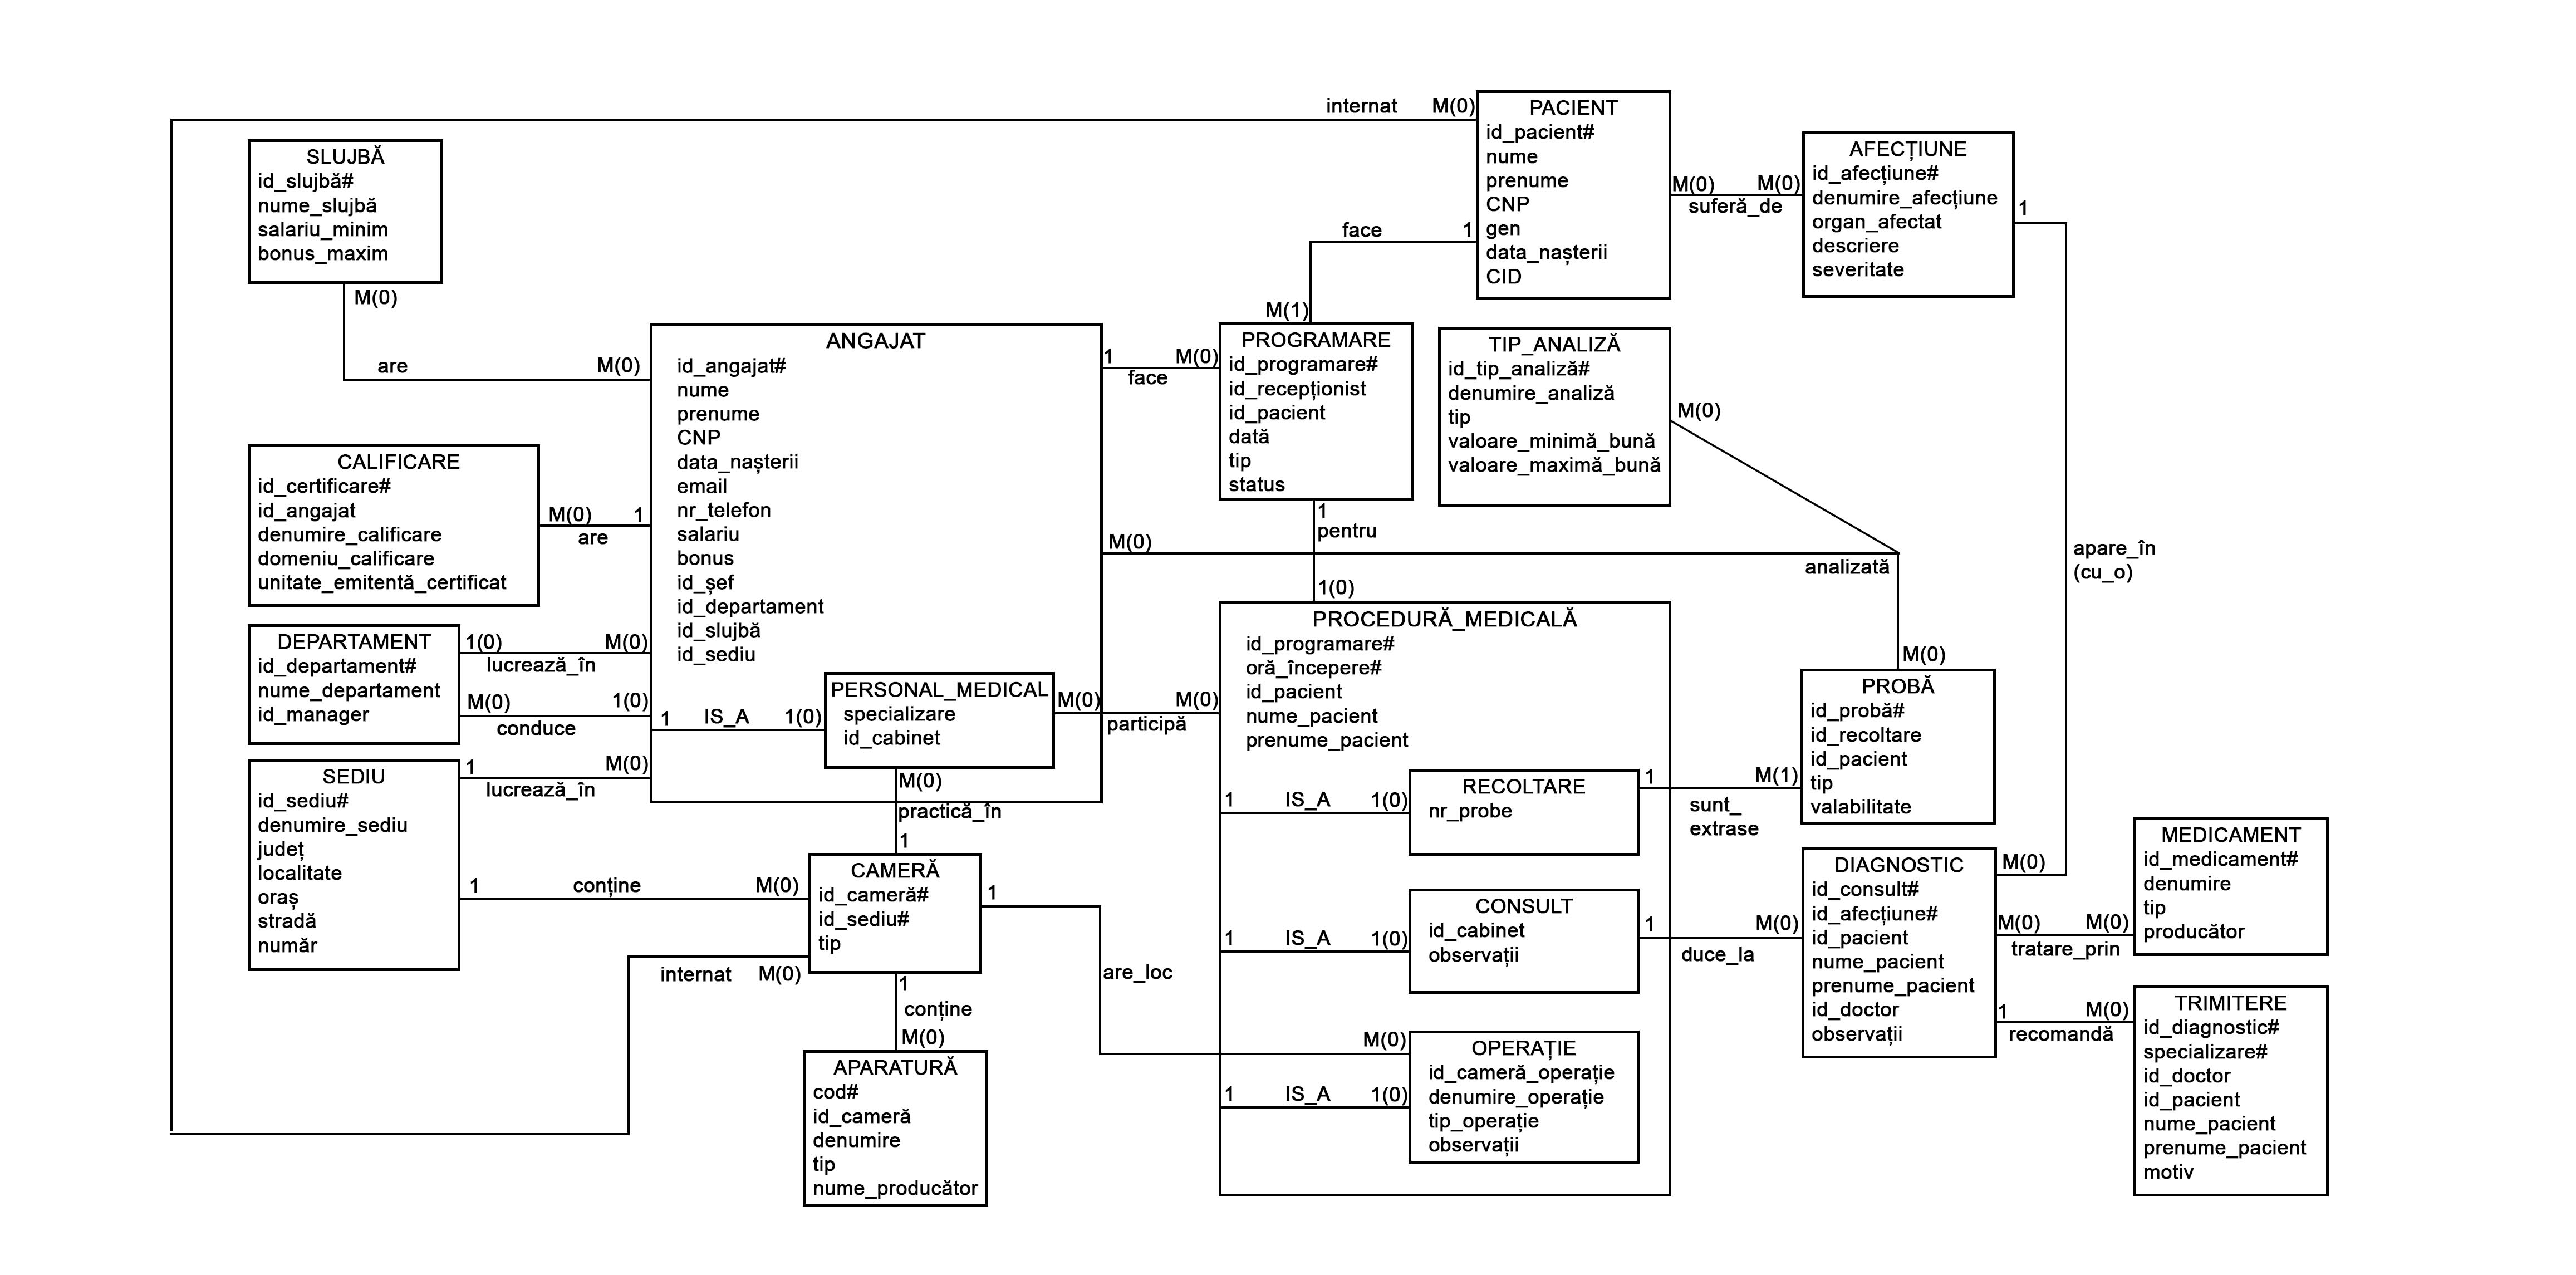 internat M(0)
PACIENT
id_pacient#
nume
prenume
CNP
gen
data_nașterii
CID
SLUJBĂ
id_slujbă#
nume_slujbă
salariu_minim
bonus_maxim
M(0)
are
M(0)
AFECȚIUNE
id_afecțiune#
denumire_afecțiune
organ_afectat
descriere
severitate
M(0) M(0)
suferă_de
1
face 1
M(1)
ANGAJAT
id_angajat#
nume
prenume
CNP
data_nașterii
email
nr_telefon
salariu
bonus
id_șef
id_departament
id_slujbă
id_sediu
1 M(0)
face
PROGRAMARE
id_programare#
id_recepționist
id_pacient
dată
tip
status
TIP_ANALIZĂ
id_tip_analiză#
denumire_analiză
tip
valoare_minimă_bună
valoare_maximă_bună
M(0)
CALIFICARE
id_certificare#
id_angajat
denumire_calificare
domeniu_calificare
unitate_emitentă_certificat
M(0) 1
are
1
pentru
1(0)
M(0)
analizată
M(0)
apare_în
(cu_o)
DEPARTAMENT
id_departament#
nume_departament
id_manager
1(0) M(0)
lucrează_în
M(0) 1(0)
conduce
1 IS_A 1(0)
PERSONAL_MEDICAL
specializare
id_cabinet
M(0) M(0)
participă
PROCEDURĂ_MEDICALĂ
id_programare#
oră_începere#
id_pacient
nume_pacient
prenume_pacient
PROBĂ
id_probă#
id_recoltare
id_pacient
tip
valabilitate
SEDIU
id_sediu#
denumire_sediu
județ
localitate
oraș
stradă
număr
1 M(0)
lucrează_în
M(0)
practică_în
1
1 IS_A 1(0)
RECOLTARE
nr_probe
1 M(1)
sunt_
extrase
1 conține M(0)
CAMERĂ
id_cameră#
id_sediu#
tip
1
are_loc
M(0)
internat M(0)
1
conține
M(0)
APARATURĂ
cod#
id_cameră
denumire
tip
nume_producător
1 IS_A 1(0)
CONSULT
id_cabinet
observații
1 M(0)
duce_la
1 IS_A 1(0)
OPERAȚIE
id_cameră_operație
denumire_operație
tip_operație
observații
DIAGNOSTIC
id_consult#
id_afecțiune#
id_pacient
nume_pacient
prenume_pacient
id_doctor
observații
M(0)
M(0) M(0)
tratare_prin
1 M(0)
recomandă
MEDICAMENT
id_medicament#
denumire
tip
producător
TRIMITERE
id_diagnostic#
specializare#
id_doctor
id_pacient
nume_pacient
prenume_pacient
motiv